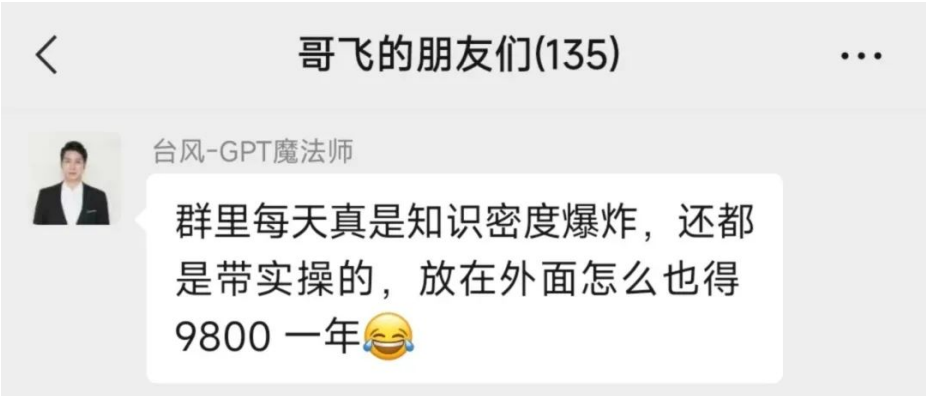 哥飞的朋友们(135)
台风-GPT魔法师
群里每天真是知识密度爆炸，还都
是带实操的，放在外面怎么也得
9800 一年😂